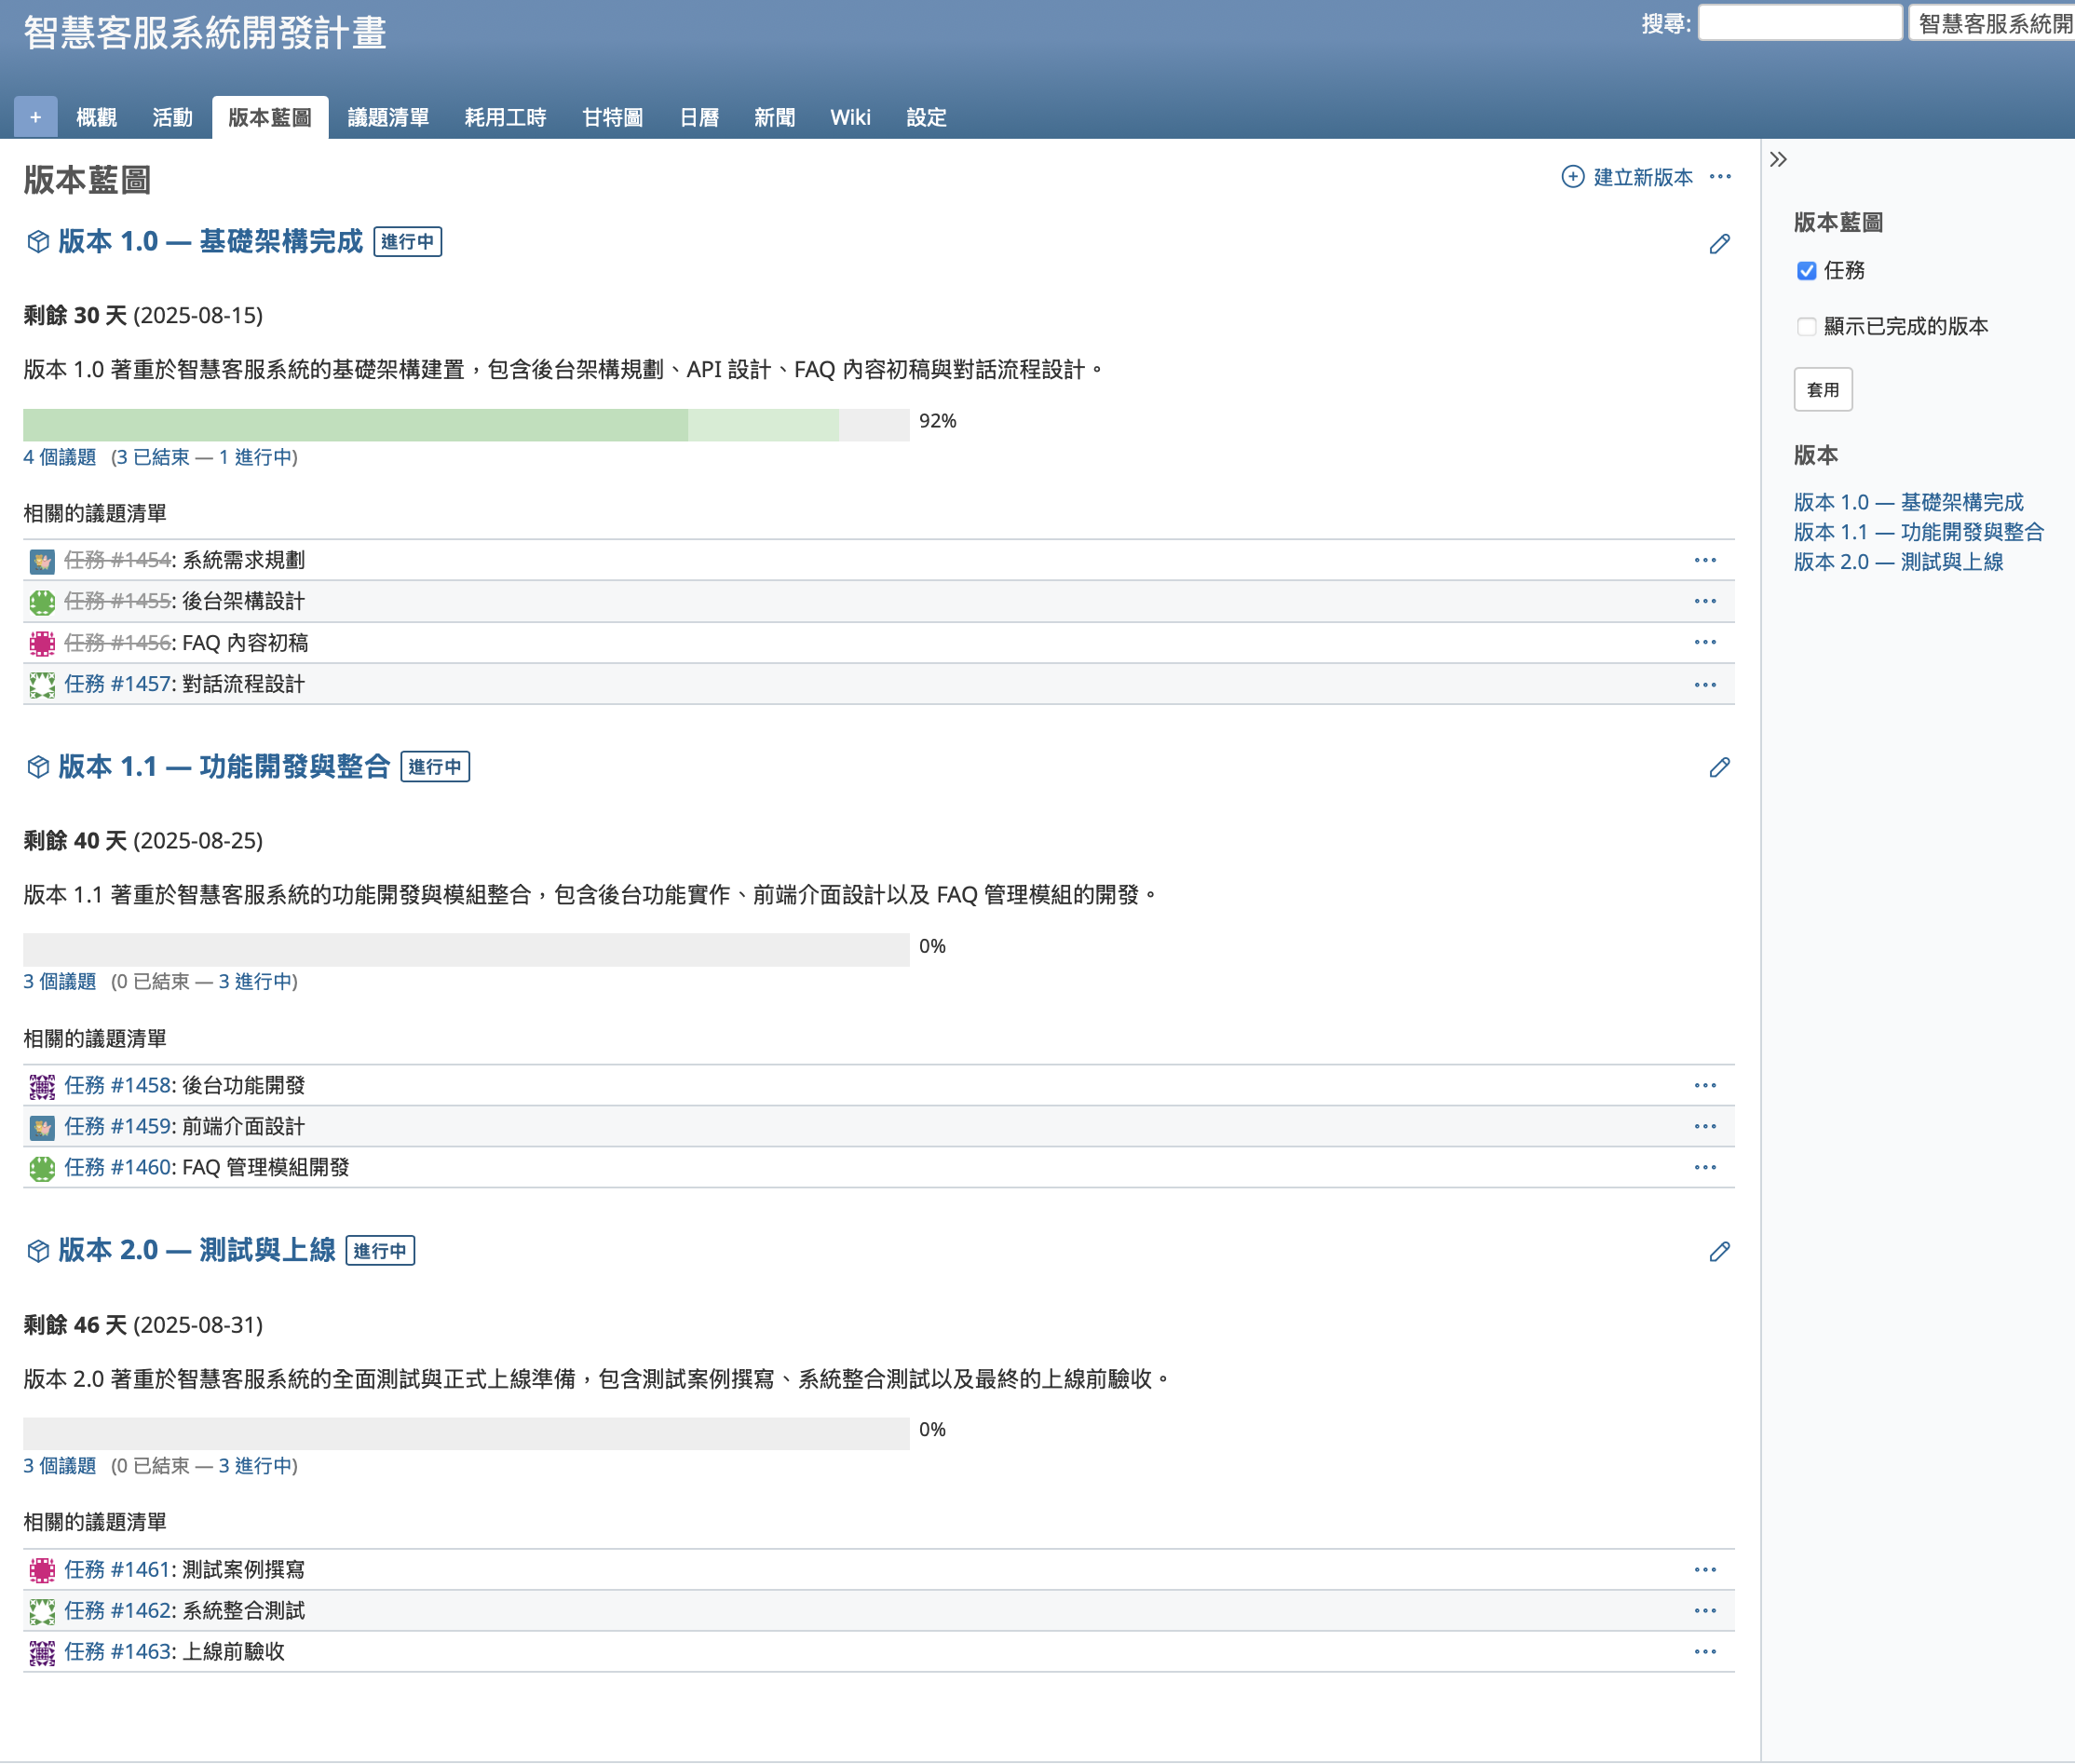 智慧客服系統開發計畫
搜尋:
智慧客服系統開
+ 概觀 活動 版本藍圖 議題清單 耗用工時 甘特圖 日曆 新聞 Wiki 設定
版本藍圖
建立新版本
版本 1.0 — 基礎架構完成 進行中
剩餘 30 天 (2025-08-15)
版本 1.0 著重於智慧客服系統的基礎架構建置，包含後台架構規劃、API 設計、FAQ 內容初稿與對話流程設計。
92%
4 個議題 (3 已結束 — 1 進行中)
相關的議題清單
任務 #1454: 系統需求規劃
任務 #1455: 後台架構設計
任務 #1456: FAQ 內容初稿
任務 #1457: 對話流程設計
版本 1.1 — 功能開發與整合 進行中
剩餘 40 天 (2025-08-25)
版本 1.1 著重於智慧客服系統的功能開發與模組整合，包含後台功能實作、前端介面設計以及 FAQ 管理模組的開發。
0%
3 個議題 (0 已結束 — 3 進行中)
相關的議題清單
任務 #1458: 後台功能開發
任務 #1459: 前端介面設計
任務 #1460: FAQ 管理模組開發
版本 2.0 — 測試與上線 進行中
剩餘 46 天 (2025-08-31)
版本 2.0 著重於智慧客服系統的全面測試與正式上線準備，包含測試案例撰寫、系統整合測試以及最終的上線前驗收。
0%
3 個議題 (0 已結束 — 3 進行中)
相關的議題清單
任務 #1461: 測試案例撰寫
任務 #1462: 系統整合測試
任務 #1463: 上線前驗收
版本藍圖
任務
顯示已完成的版本
套用
版本
版本 1.0 — 基礎架構完成
版本 1.1 — 功能開發與整合
版本 2.0 — 測試與上線